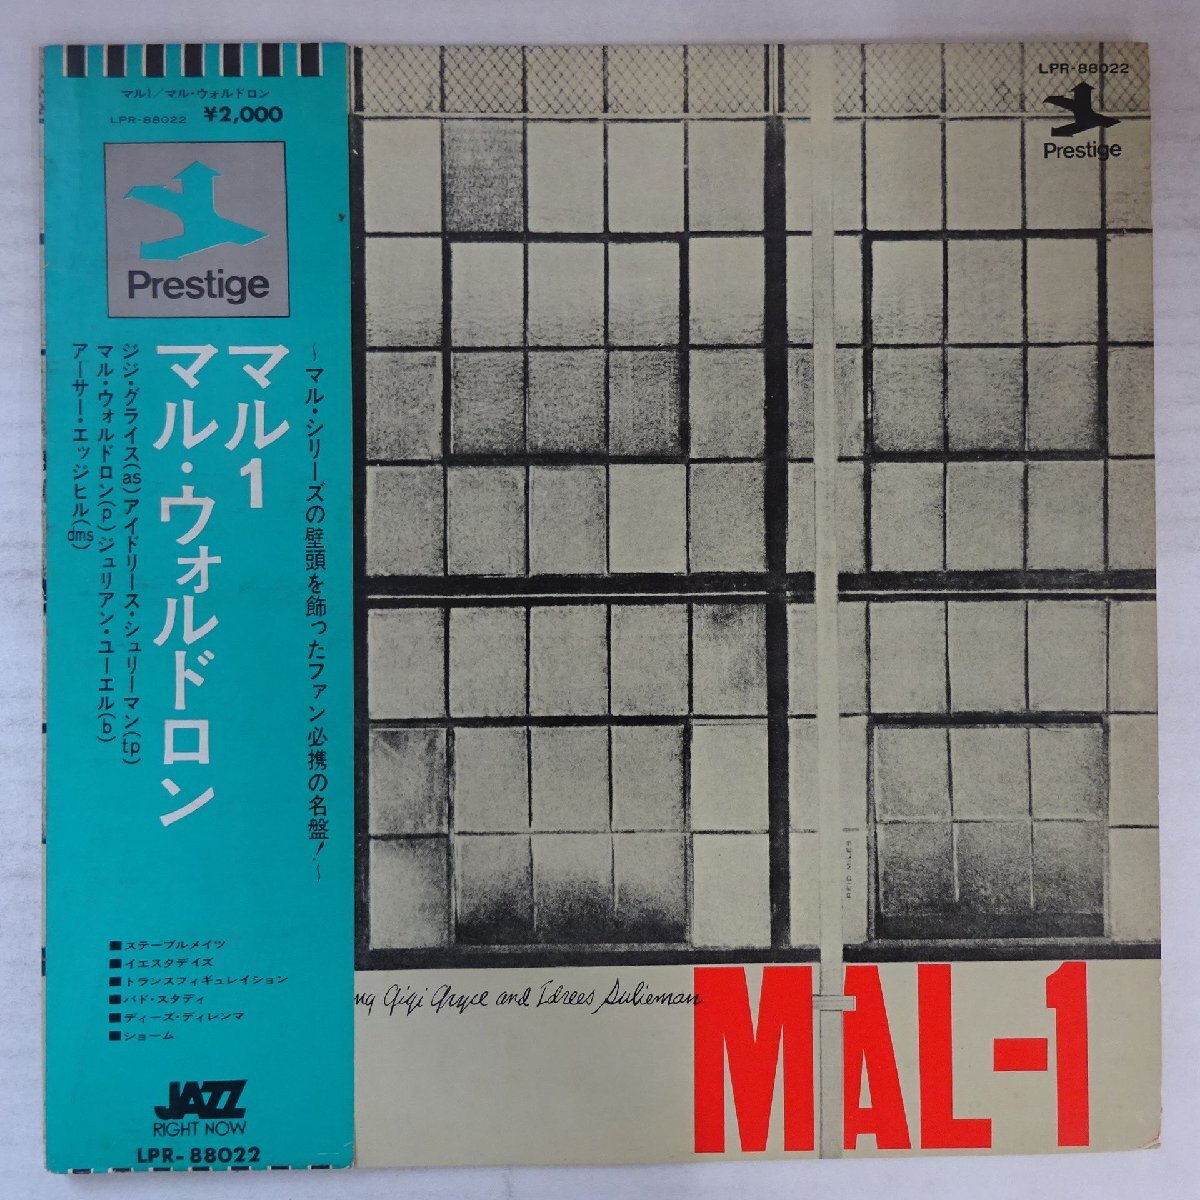 マル1／マル・ウォルドロン
LPR-88022 ¥2,000
Prestige
マル1
マル・ウォルドロン
〜マル・シリーズの壁頭を飾ったファン必携の名盤！〜
ジジ・グライス(as)アイドリース・シュリーマン(tp)
マル・ウォルドロン(p)ジュリアン・ユーエル(b)
アーサー・エッジヒル(dms)
■ステーブルメイツ
■イエスタデイズ
■トランスフィギュレイション
■バド・スタディ
■ディーズ・ディレンマ
■ショーム
JAZZ
RIGHT NOW
LPR-88022
LPR-88022
Prestige
REID MILES
Gigi Gryce and Idrees Sulieman
MAL-1